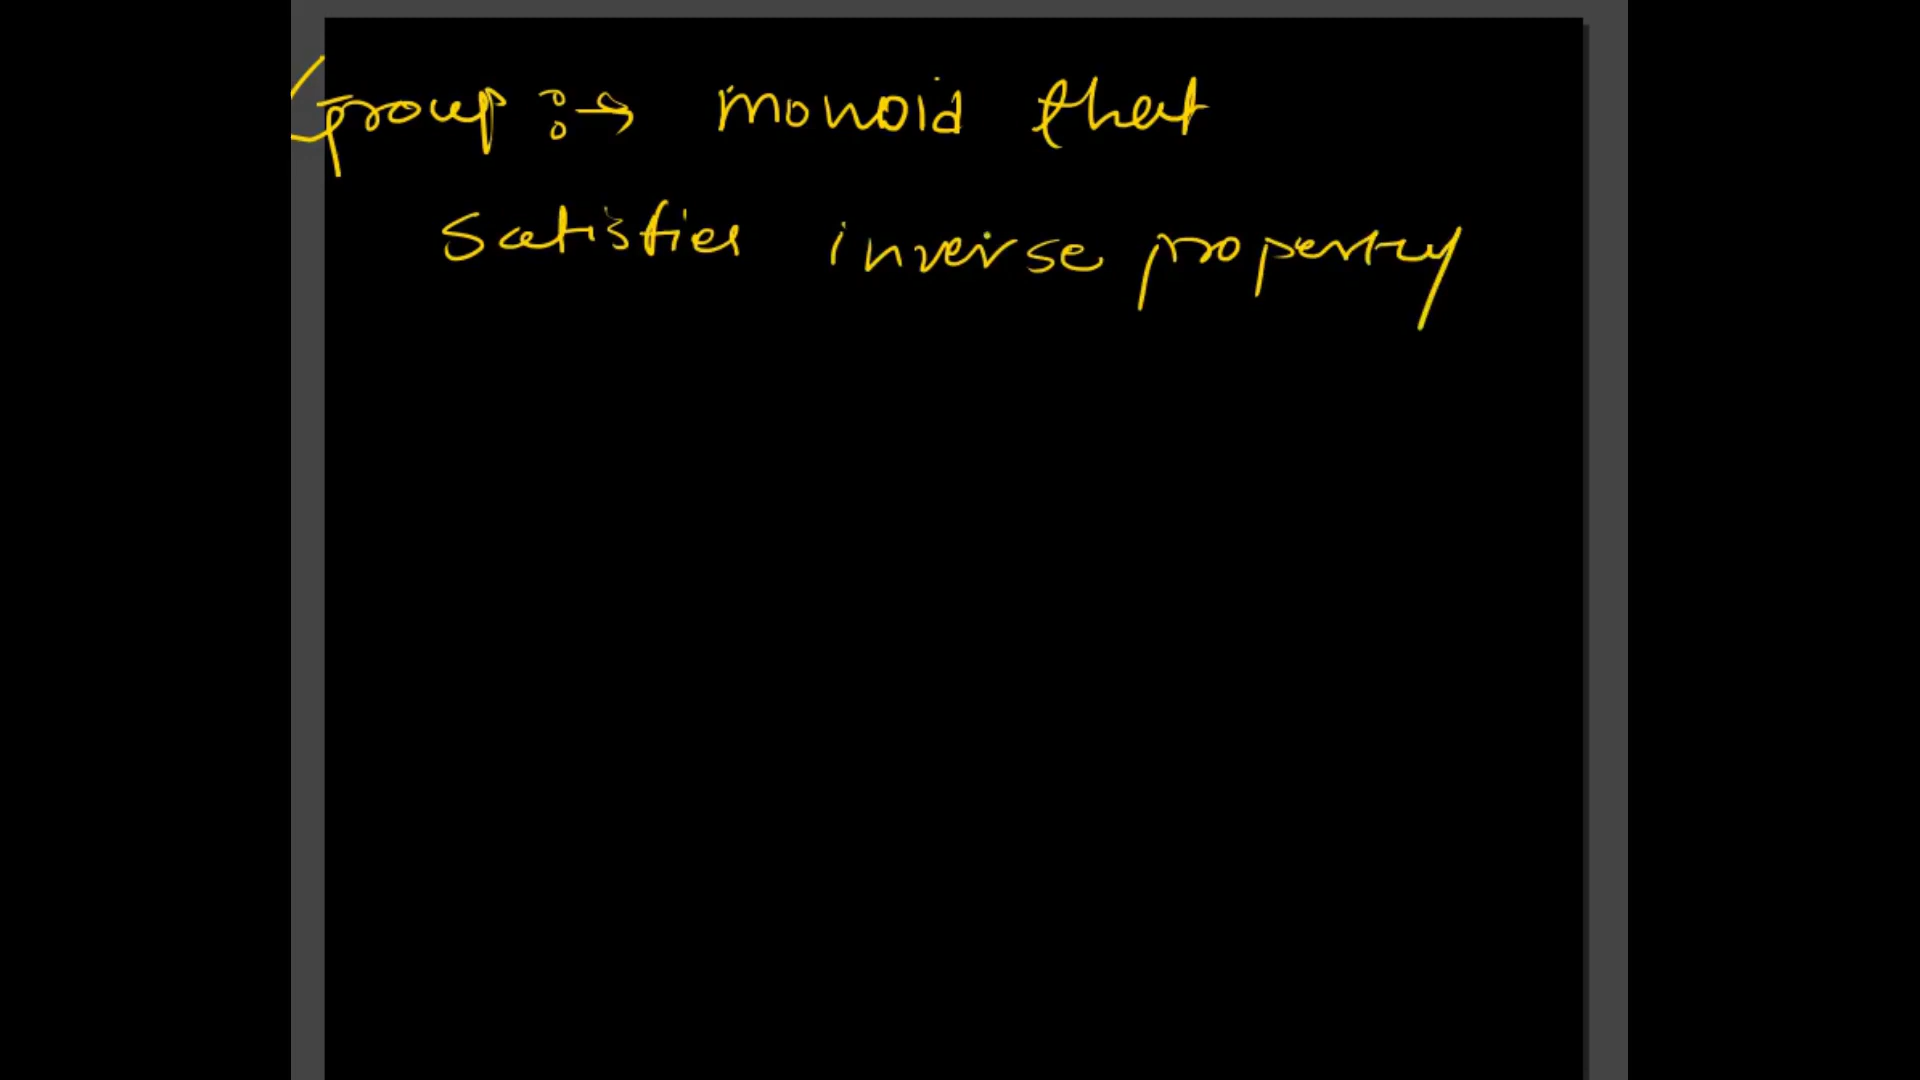 Group :→ monoid that
satisfies inverse property